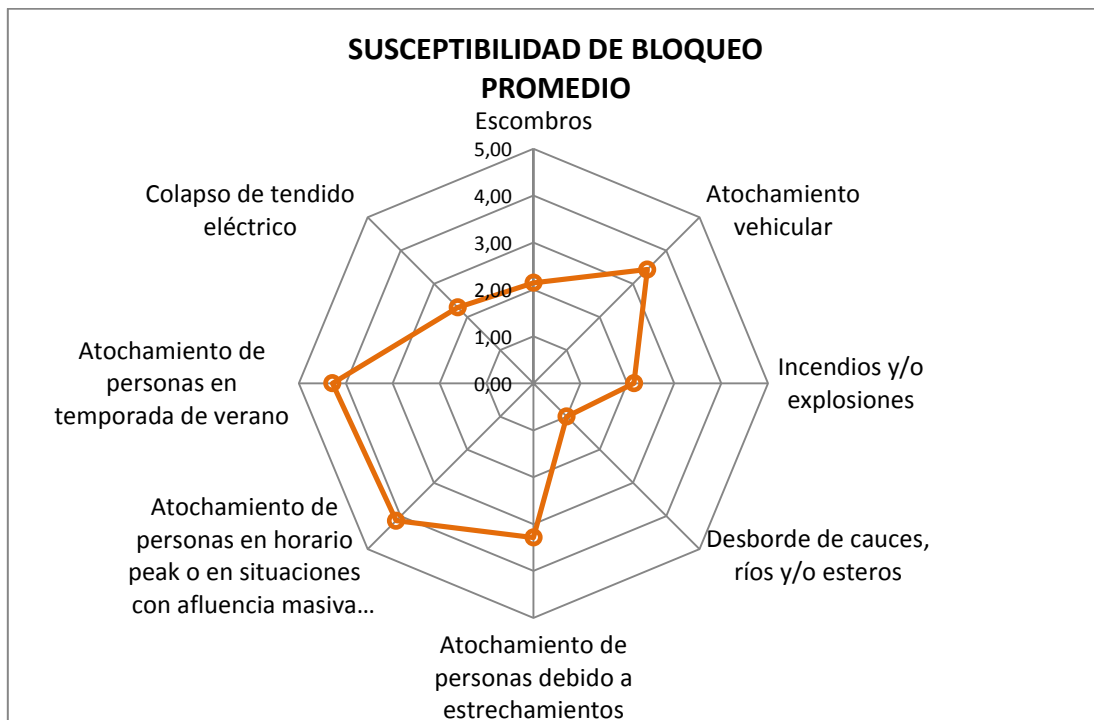 SUSCEPTIBILIDAD DE BLOQUEO
PROMEDIO
Escombros
5,00
4,00
3,00
2,00
1,00
0,00
Atochamiento
vehicular
Incendios y/o
explosiones
Desborde de cauces,
ríos y/o esteros
Atochamiento de
personas debido a
estrechamientos
Atochamiento de
personas en horario
peak o en situaciones
con afluencia masiva…
Atochamiento de
personas en
temporada de verano
Colapso de tendido
eléctrico